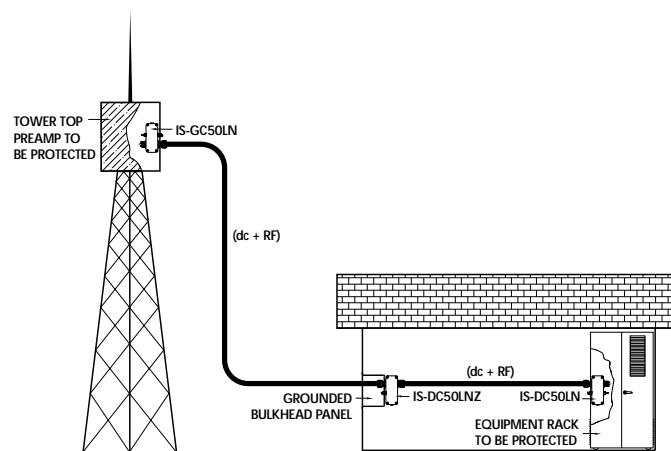 TOWER TOP
PREAMP TO
BE PROTECTED
IS-GC50LN
(dc + RF)
(dc + RF)
GROUNDED
BULKHEAD PANEL
IS-DC50LNZ
IS-DC50LN
EQUIPMENT RACK
TO BE PROTECTED